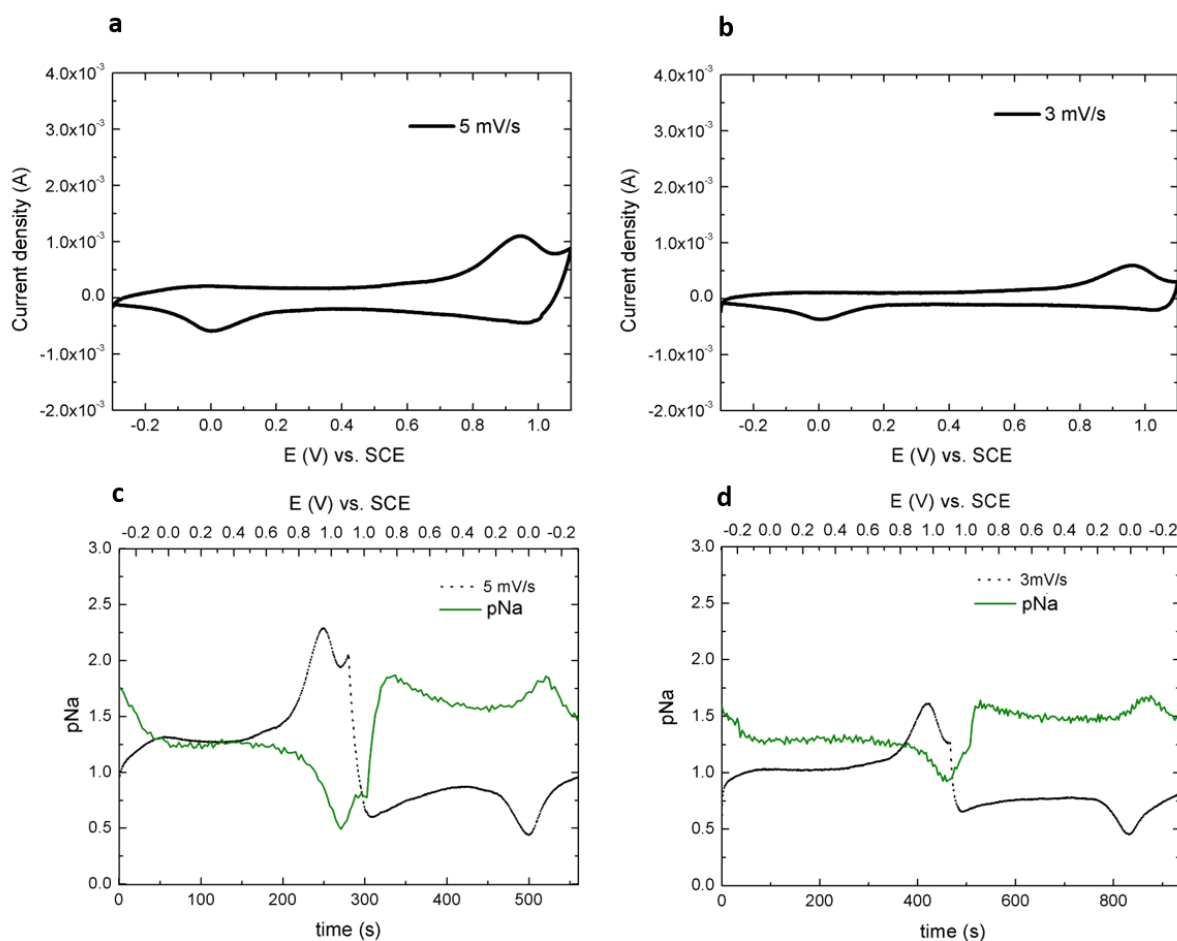 a
4.0x10⁻³
3.0x10⁻³
2.0x10⁻³
1.0x10⁻³
0.0
-1.0x10⁻³
-2.0x10⁻³
Current density (A)
5 mV/s
-0.2 0.0 0.2 0.4 0.6 0.8 1.0
E (V) vs. SCE
b
4.0x10⁻³
3.0x10⁻³
2.0x10⁻³
1.0x10⁻³
0.0
-1.0x10⁻³
-2.0x10⁻³
Current density (A)
3 mV/s
-0.2 0.0 0.2 0.4 0.6 0.8 1.0
E (V) vs. SCE
c
E (V) vs. SCE
-0.2 0.0 0.2 0.4 0.6 0.8 1.0 1.0 0.8 0.6 0.4 0.2 0.0 -0.2
3.0
2.5
2.0
1.5
1.0
0.5
0.0
pNa
5 mV/s
pNa
0 100 200 300 400 500
time (s)
d
E (V) vs. SCE
-0.2 0.0 0.2 0.4 0.6 0.8 1.0 1.0 0.8 0.6 0.4 0.2 0.0 -0.2
3.0
2.5
2.0
1.5
1.0
0.5
0.0
pNa
3mV/s
pNa
0 200 400 600 800
time (s)